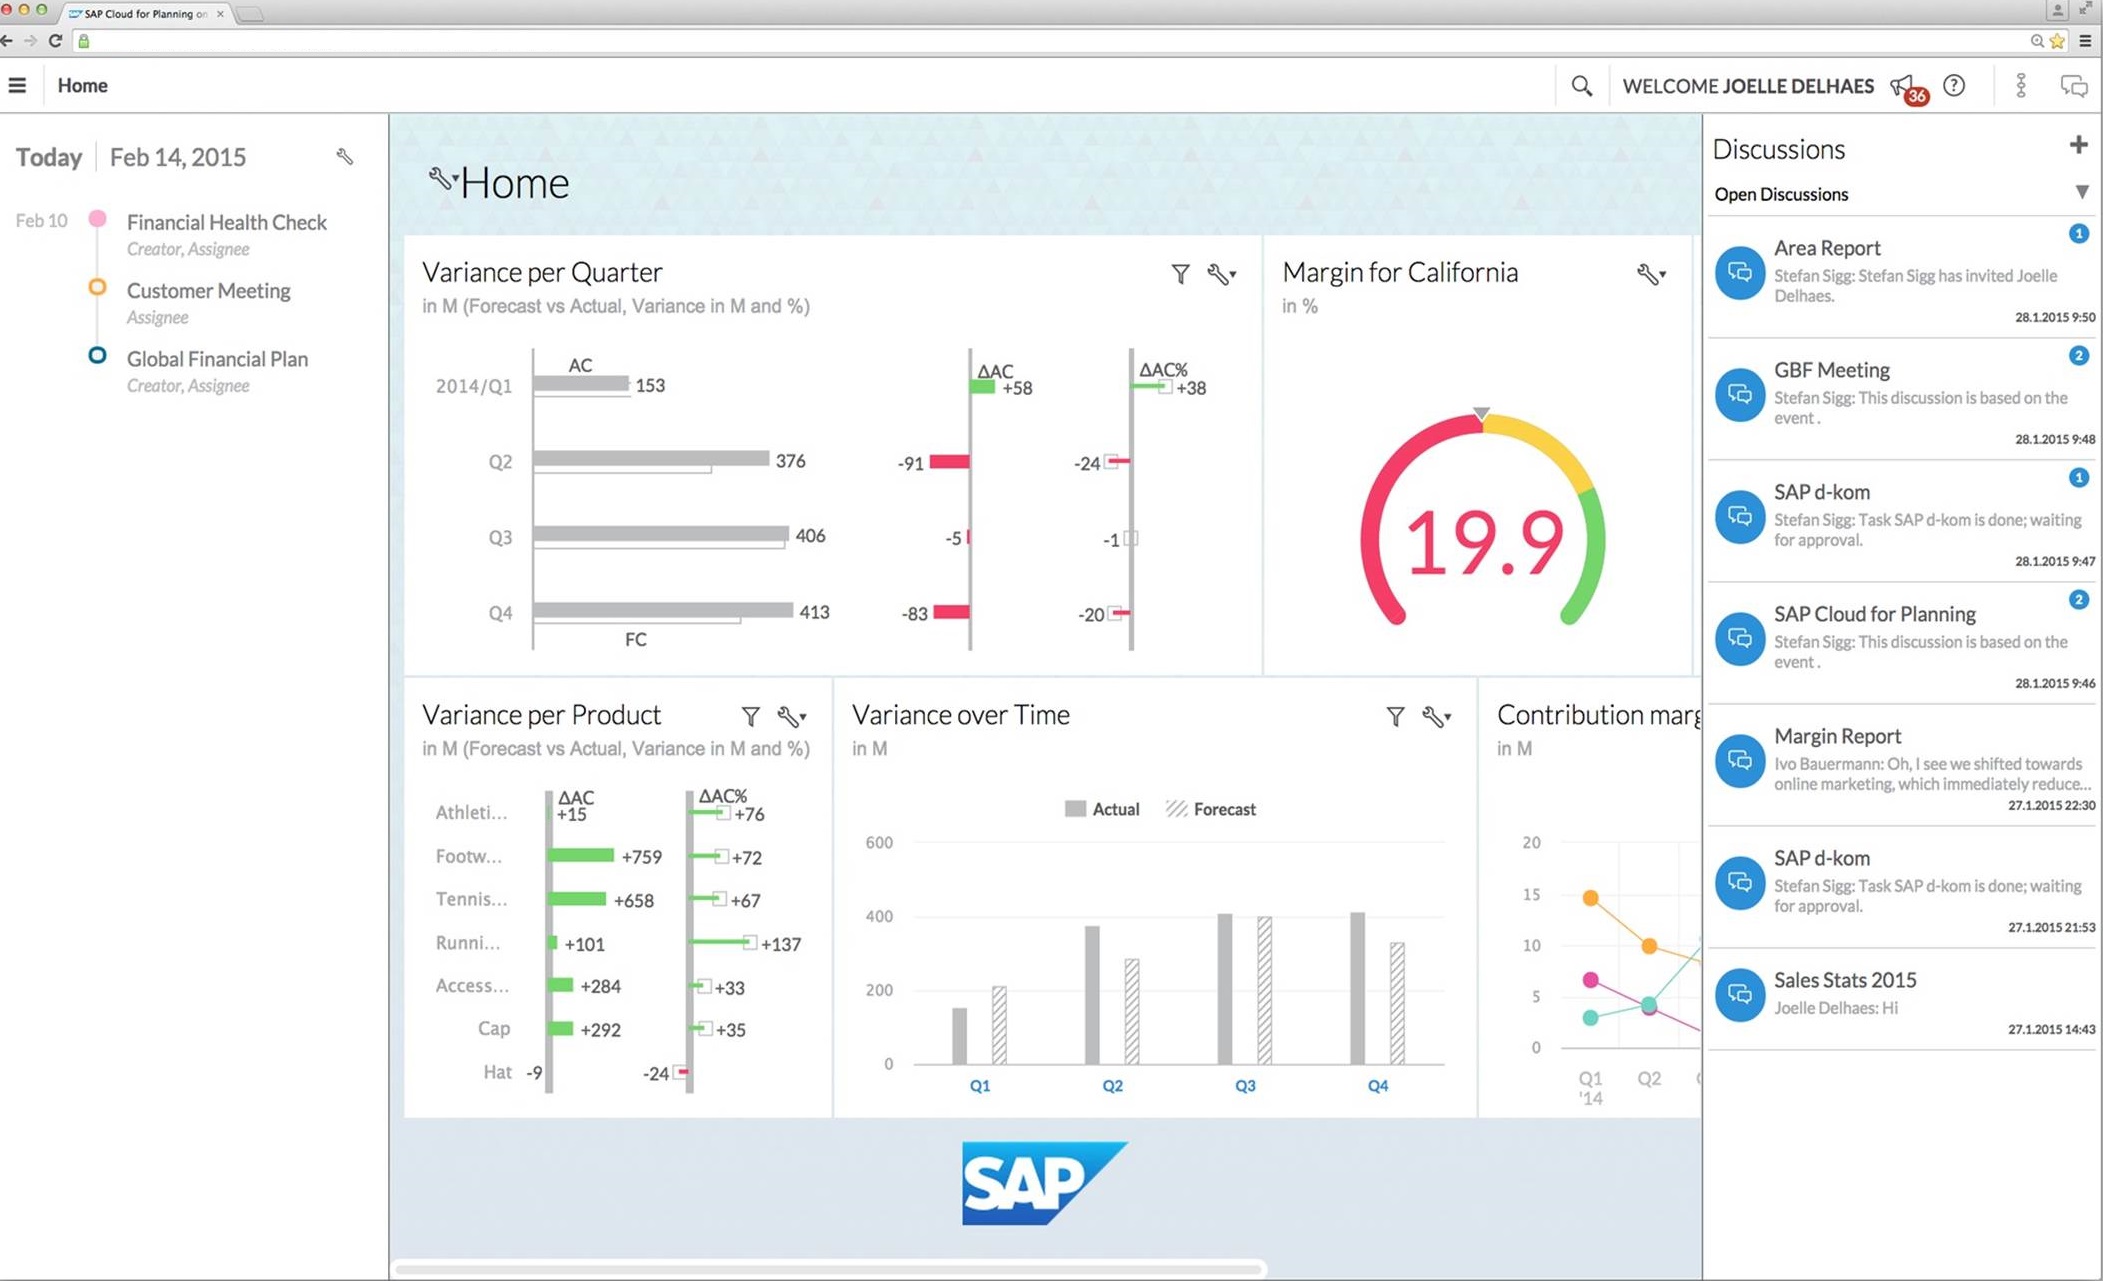 SAP Cloud for Planning on
Home
WELCOME JOELLE DELHAES
36
Today
Feb 14, 2015
Feb 10
Financial Health Check
Creator, Assignee
Customer Meeting
Assignee
Global Financial Plan
Creator, Assignee
Home
Variance per Quarter
in M (Forecast vs Actual, Variance in M and %)
AC
ΔAC
ΔAC%
2014/Q1
153
+58
+38
Q2
376
-91
-24
Q3
406
-5
-1
Q4
413
-83
-20
FC
Margin for California
in %
19.9
Variance per Product
in M (Forecast vs Actual, Variance in M and %)
ΔAC
ΔAC%
Athleti...
+15
+76
Footw...
+759
+72
Tennis...
+658
+67
Runni...
+101
+137
Access...
+284
+33
Cap
+292
+35
Hat
-9
-24
Variance over Time
in M
Actual
Forecast
600
400
200
0
Q1
Q2
Q3
Q4
Contribution marg
in M
20
15
10
5
0
Q1
Q2
'14
SAP
Discussions
Open Discussions
1
Area Report
Stefan Sigg: Stefan Sigg has invited Joelle
Delhaes.
28.1.2015 9:50
2
GBF Meeting
Stefan Sigg: This discussion is based on the
event .
28.1.2015 9:48
1
SAP d-kom
Stefan Sigg: Task SAP d-kom is done; waiting
for approval.
28.1.2015 9:47
2
SAP Cloud for Planning
Stefan Sigg: This discussion is based on the
event .
28.1.2015 9:46
Margin Report
Ivo Bauermann: Oh, I see we shifted towards
online marketing, which immediately reduce...
27.1.2015 22:30
SAP d-kom
Stefan Sigg: Task SAP d-kom is done; waiting
for approval.
27.1.2015 21:53
Sales Stats 2015
Joelle Delhaes: Hi
27.1.2015 14:43